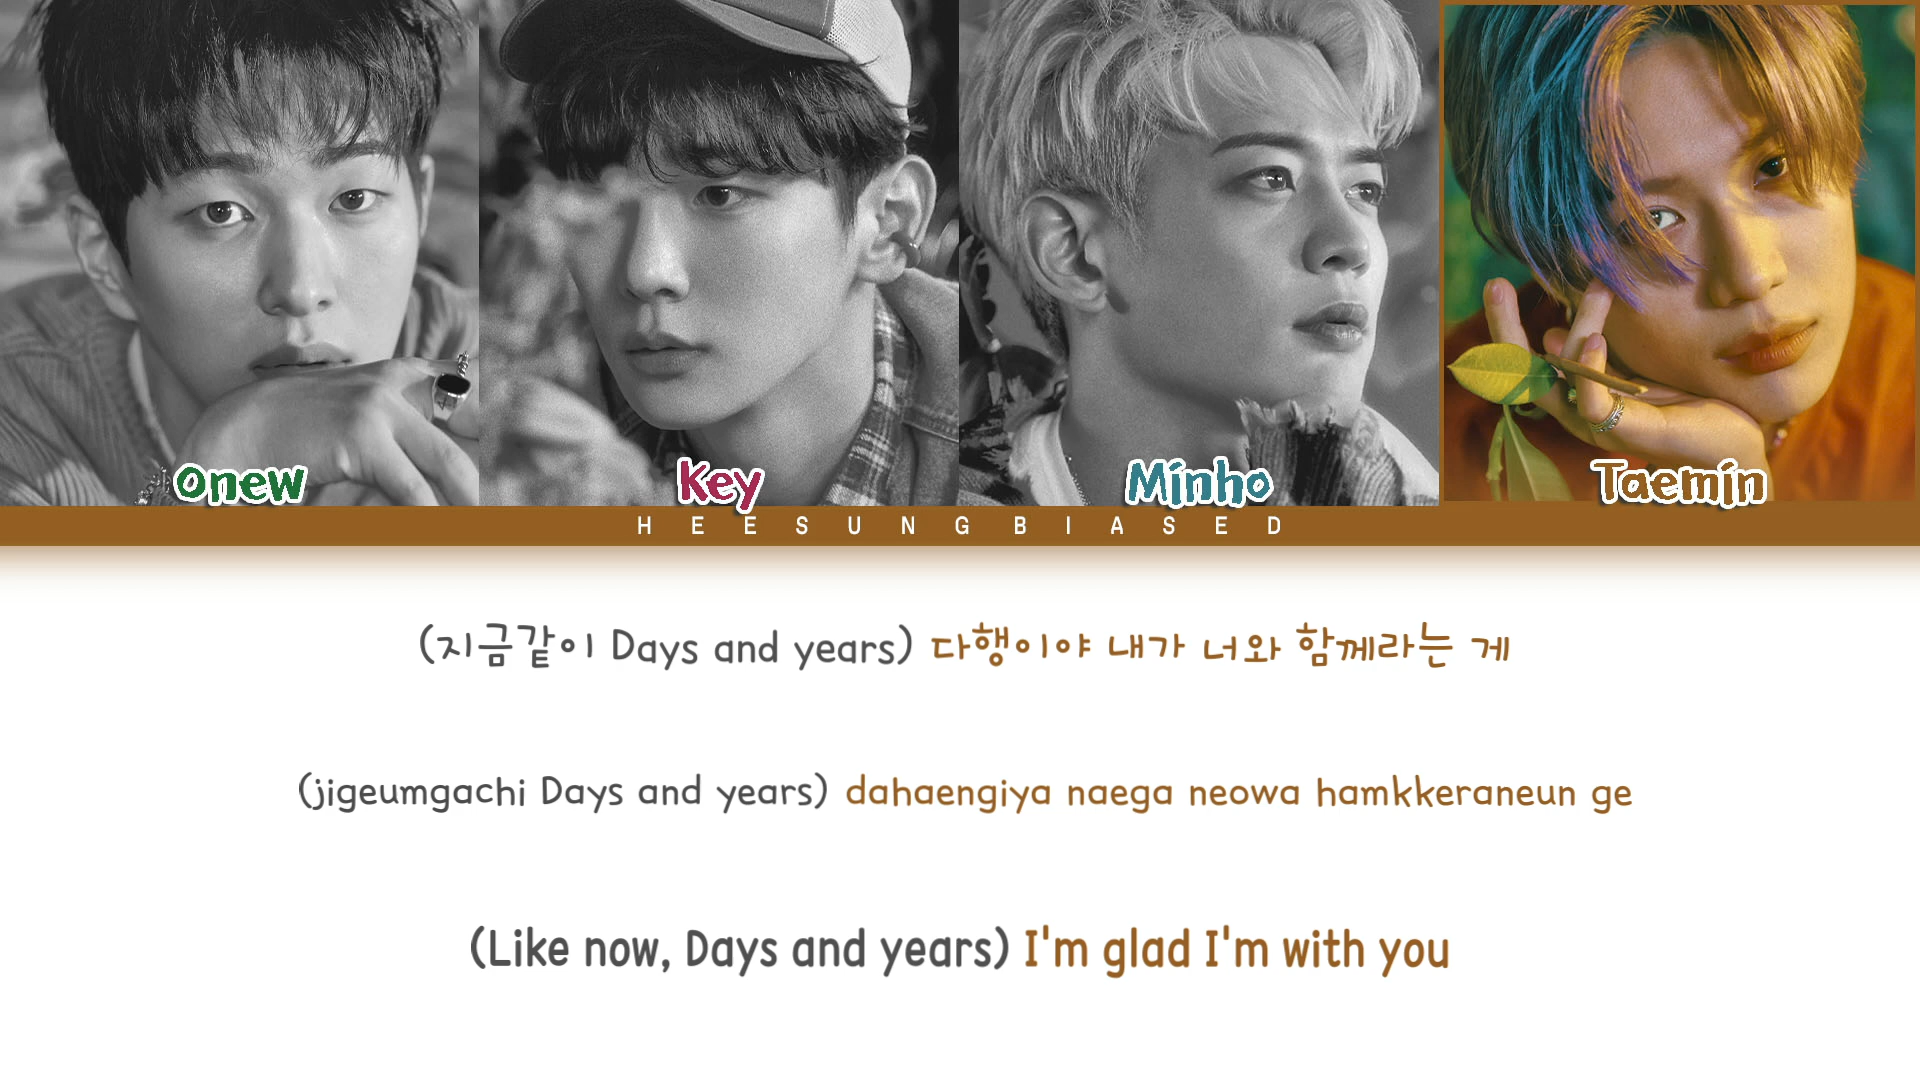 Onew Key Minho Taemin
HEESUNGBIASED
(지금같이 Days and years) 다행이야 내가 너와 함께라는 게
(jigeumgachi Days and years) dahaengiya naega neowa hamkkeraneun ge
(Like now, Days and years) I'm glad I'm with you